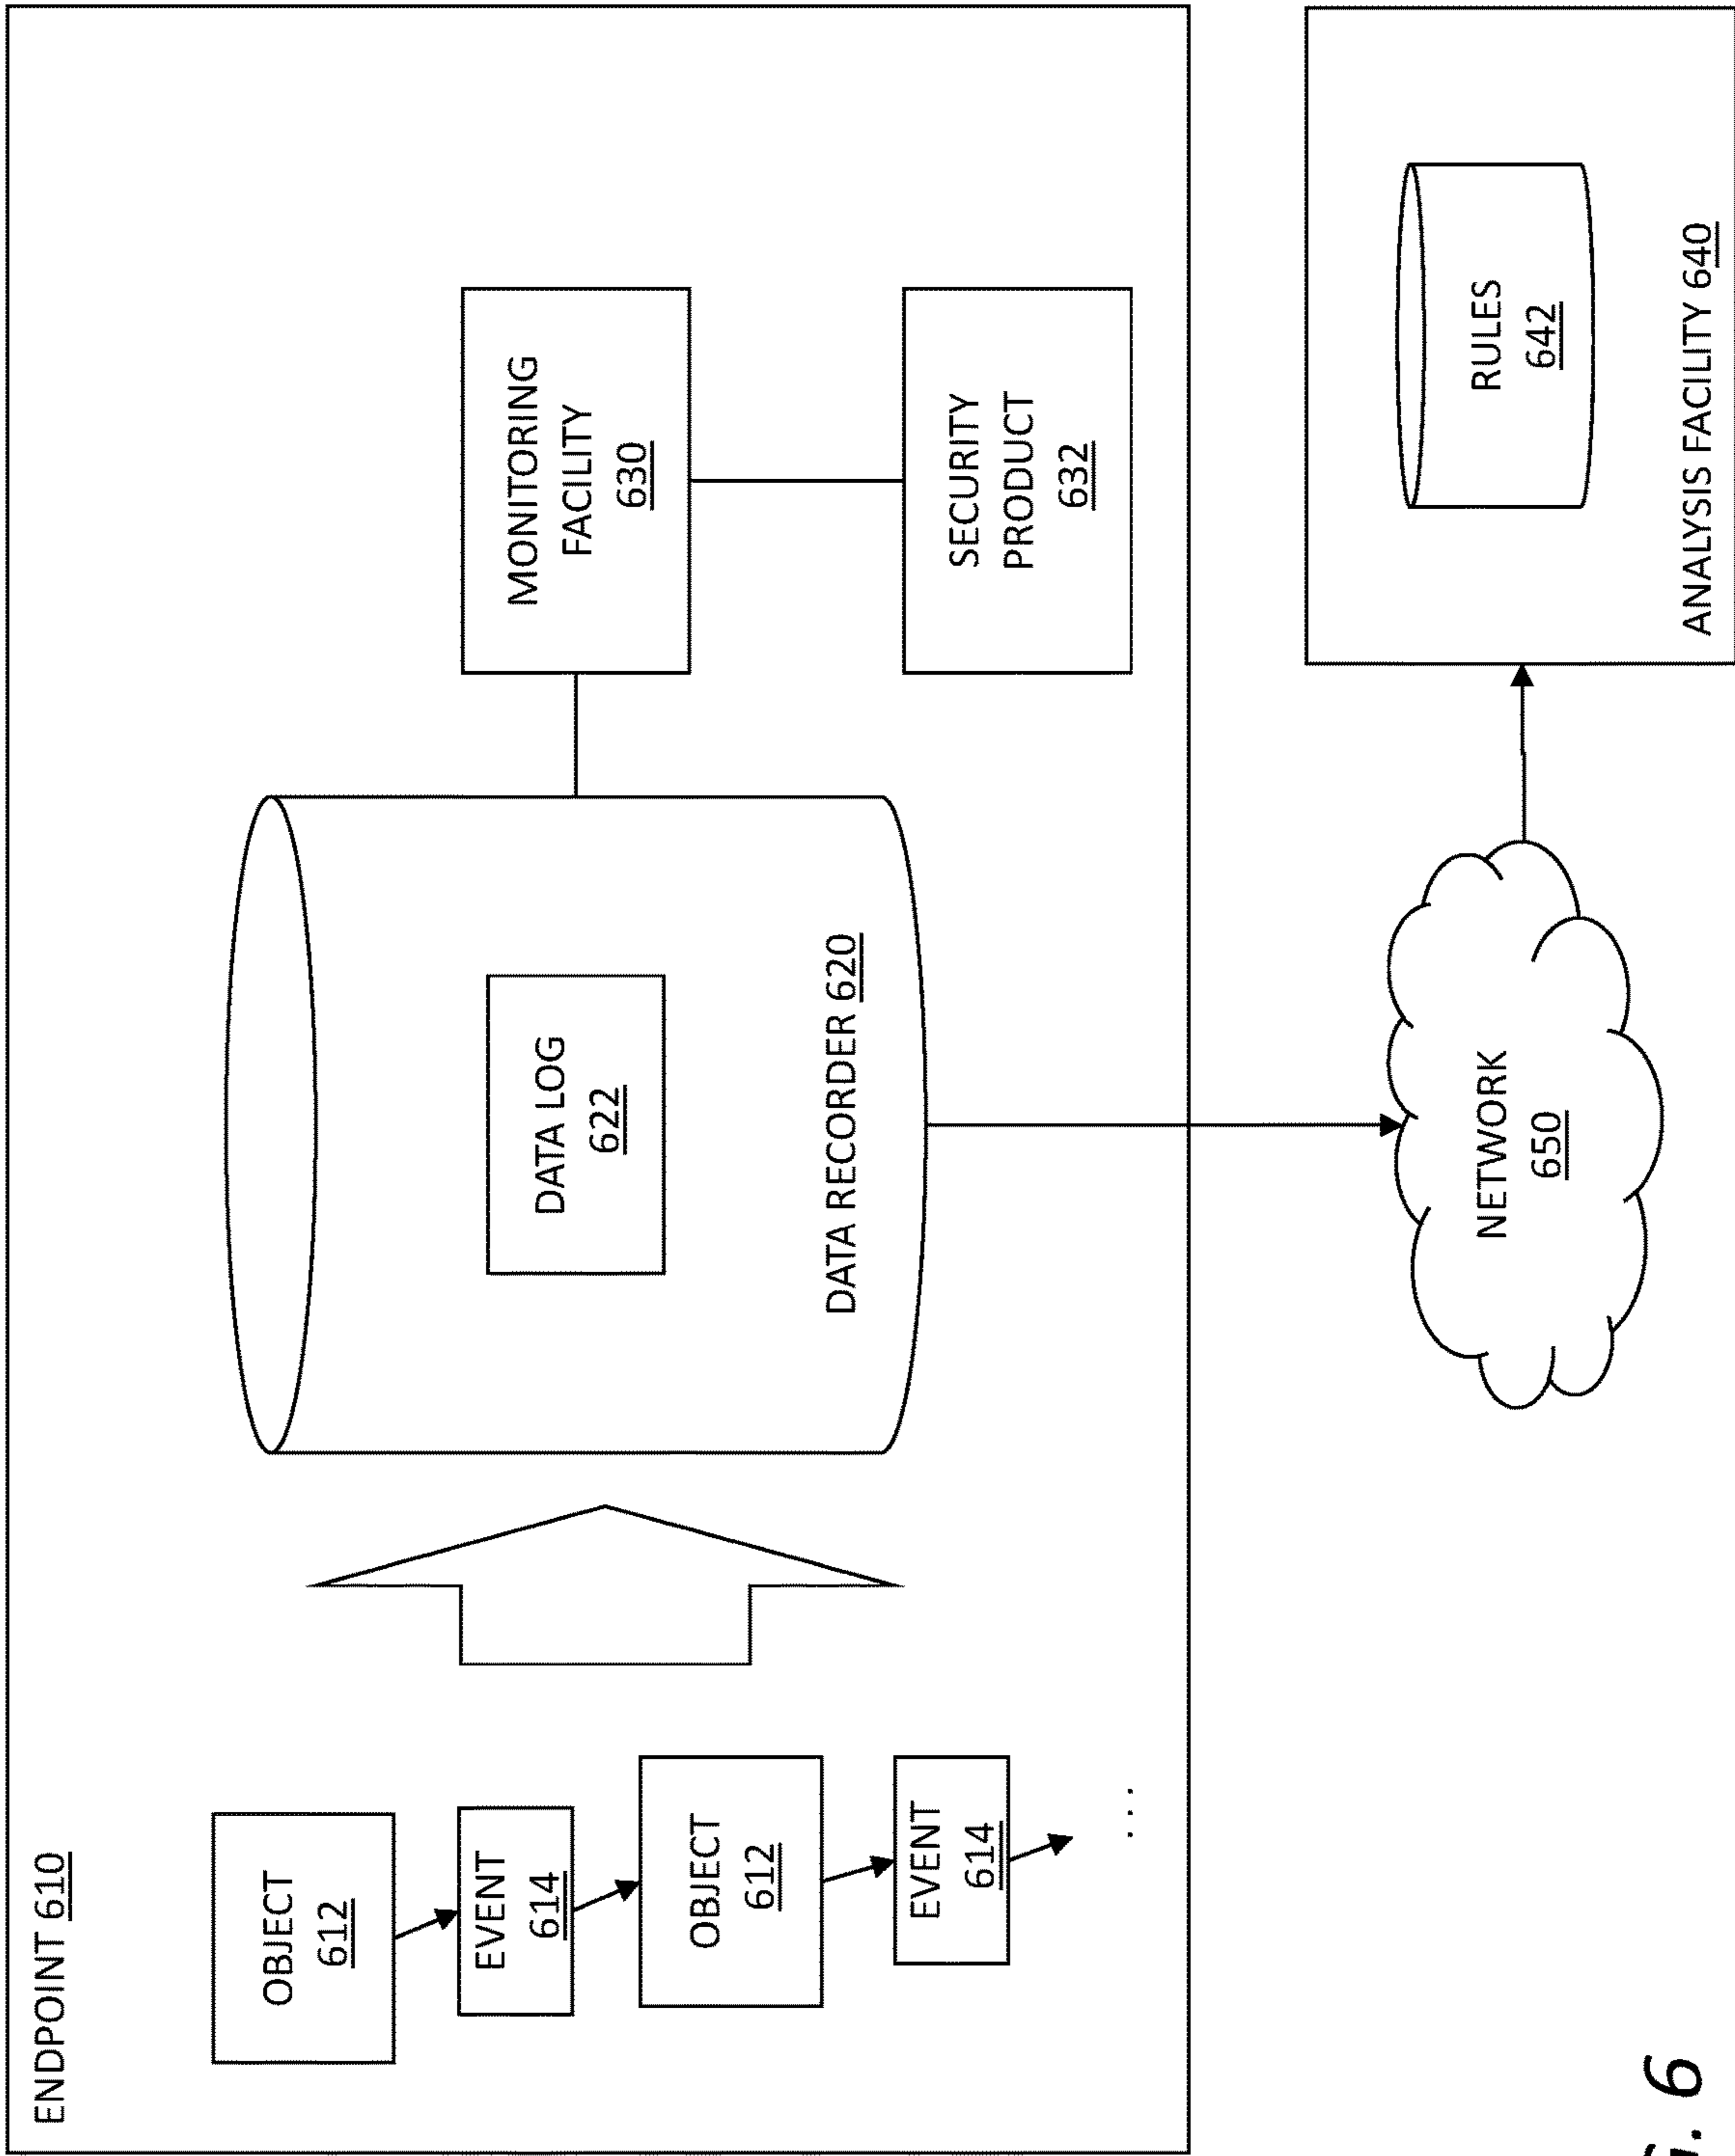 ENDPOINT 610
OBJECT
612
EVENT
614
OBJECT
612
EVENT
614
...
DATA LOG
622
DATA RECORDER 620
MONITORING
FACILITY
630
SECURITY
PRODUCT
632
NETWORK
650
RULES
642
ANALYSIS FACILITY 640
. 6